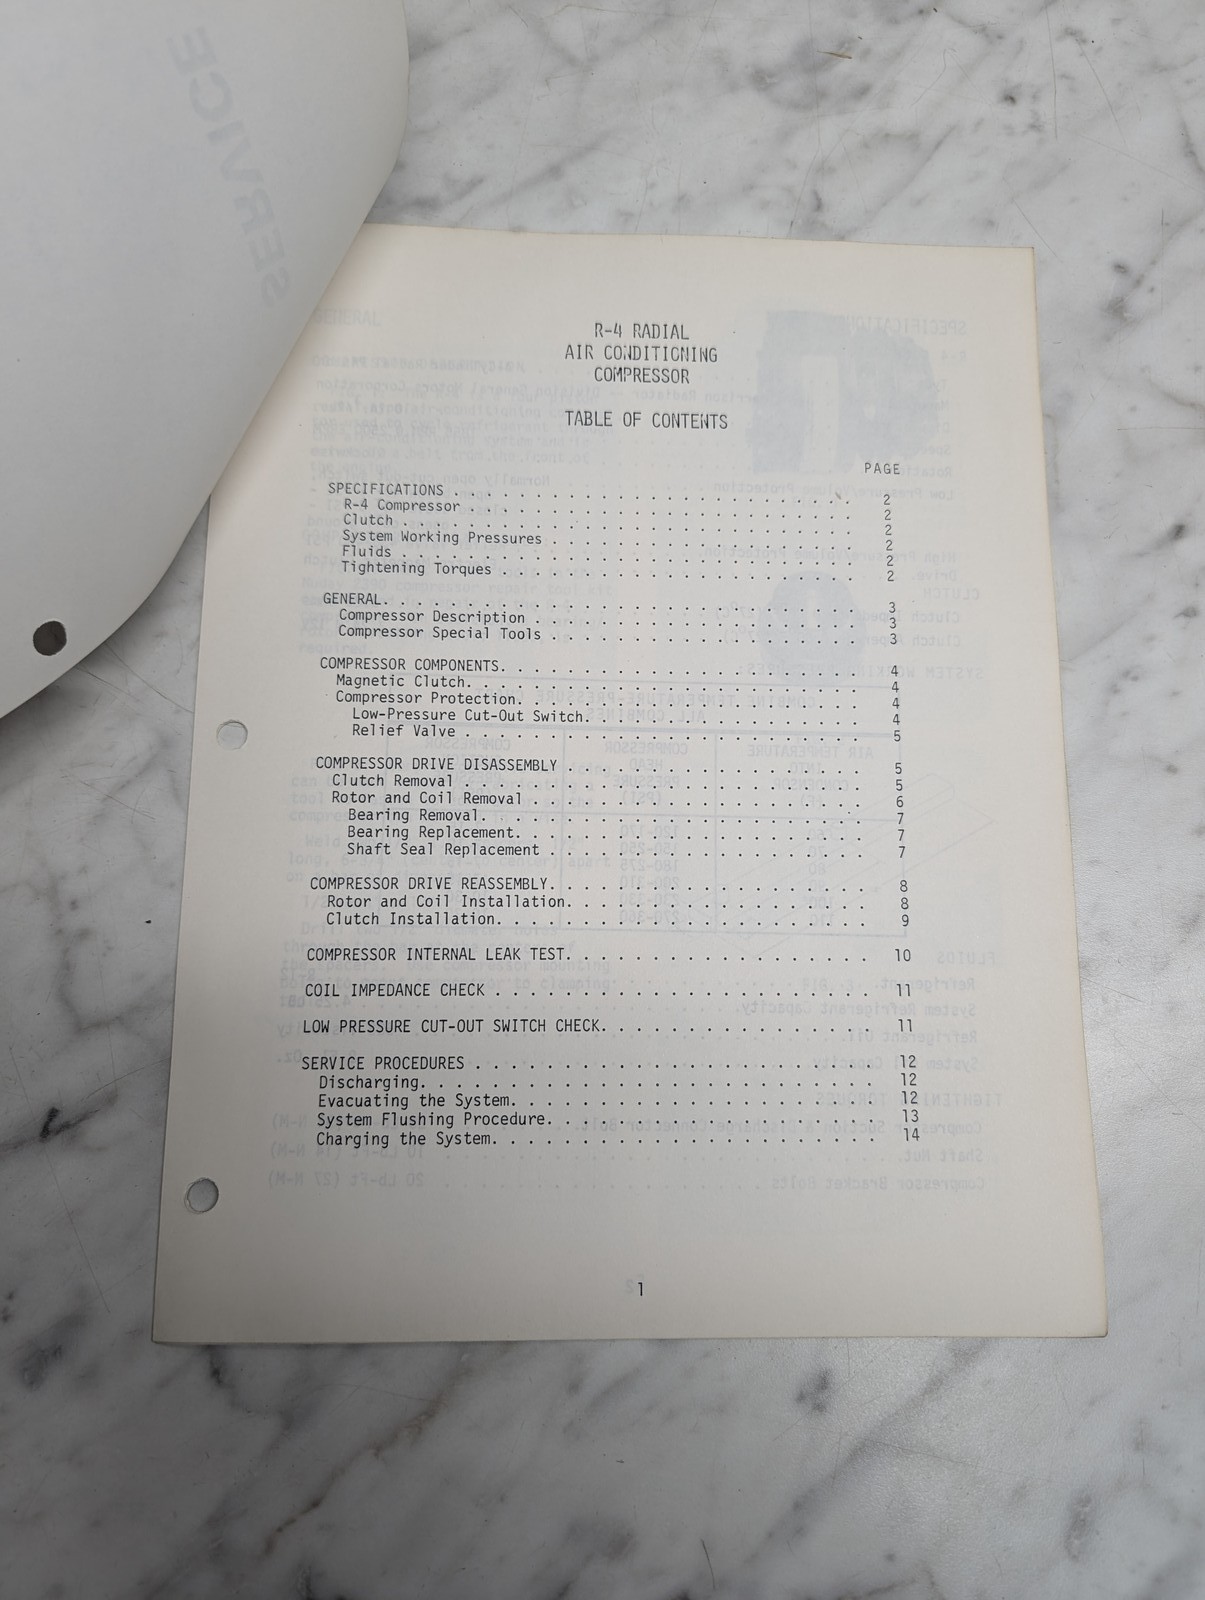 SERVICE
R-4 RADIAL
AIR CONDITIONING
COMPRESSOR
TABLE OF CONTENTS
PAGE
SPECIFICATIONS . . . . . . . . . . . . . . . . . . . . . . 2
R-4 Compressor . . . . . . . . . . . . . . . . . . . . . 2
Clutch . . . . . . . . . . . . . . . . . . . . . . . . . 2
System Working Pressures . . . . . . . . . . . . . . . . 2
Fluids . . . . . . . . . . . . . . . . . . . . . . . . . 2
Tightening Torques . . . . . . . . . . . . . . . . . . . 2
GENERAL. . . . . . . . . . . . . . . . . . . . . . . . . . 3
Compressor Description . . . . . . . . . . . . . . . . . 3
Compressor Special Tools . . . . . . . . . . . . . . . . 3
COMPRESSOR COMPONENTS. . . . . . . . . . . . . . . . . . . 4
Magnetic Clutch. . . . . . . . . . . . . . . . . . . . . 4
Compressor Protection. . . . . . . . . . . . . . . . . . 4
Low-Pressure Cut-Out Switch. . . . . . . . . . . . . . 4
Relief Valve . . . . . . . . . . . . . . . . . . . . . 5
COMPRESSOR DRIVE DISASSEMBLY . . . . . . . . . . . . . . . 5
Clutch Removal . . . . . . . . . . . . . . . . . . . . . 5
Rotor and Coil Removal . . . . . . . . . . . . . . . . . 6
Bearing Removal. . . . . . . . . . . . . . . . . . . . 7
Bearing Replacement. . . . . . . . . . . . . . . . . . 7
Shaft Seal Replacement . . . . . . . . . . . . . . . . 7
COMPRESSOR DRIVE REASSEMBLY. . . . . . . . . . . . . . . . 8
Rotor and Coil Installation. . . . . . . . . . . . . . . 8
Clutch Installation. . . . . . . . . . . . . . . . . . . 9
COMPRESSOR INTERNAL LEAK TEST. . . . . . . . . . . . . . . 10
COIL IMPEDANCE CHECK . . . . . . . . . . . . . . . . . . . 11
LOW PRESSURE CUT-OUT SWITCH CHECK. . . . . . . . . . . . . 11
SERVICE PROCEDURES . . . . . . . . . . . . . . . . . . . . 12
Discharging. . . . . . . . . . . . . . . . . . . . . . . 12
Evacuating the System. . . . . . . . . . . . . . . . . . 12
System Flushing Procedure. . . . . . . . . . . . . . . . 13
Charging the System. . . . . . . . . . . . . . . . . . . 14
1